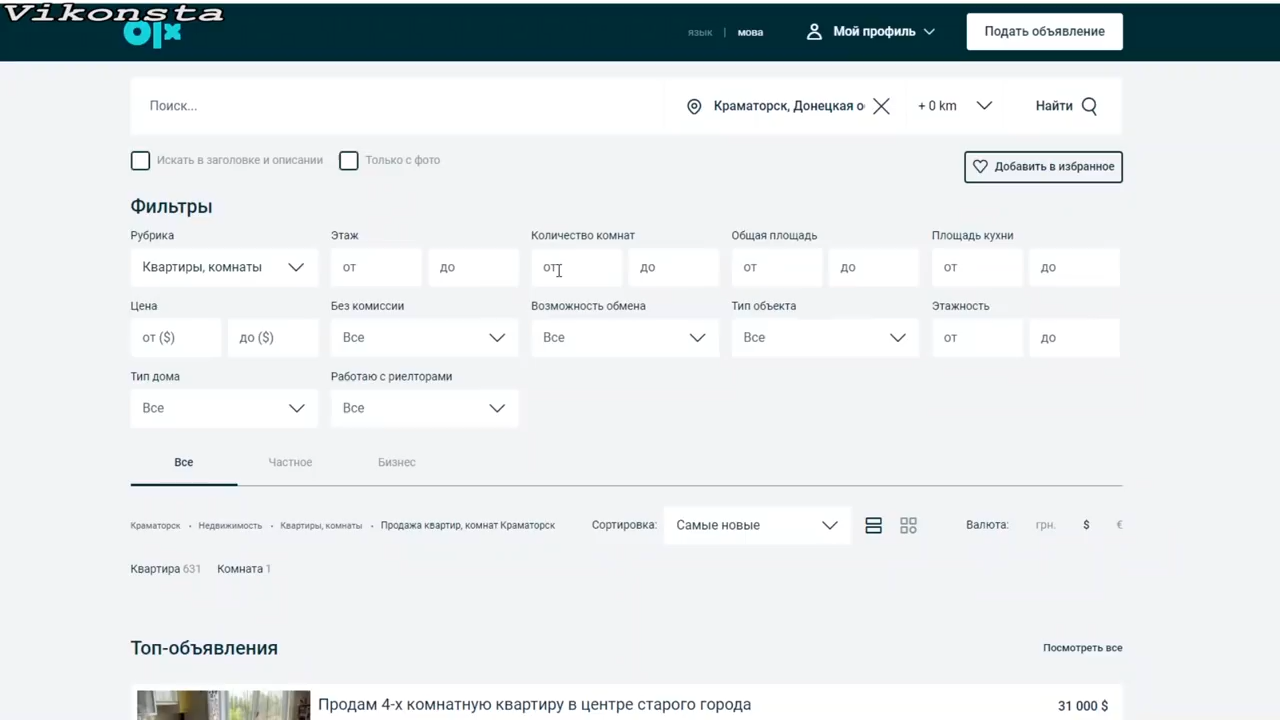 Vikonsta
olx
язык | мова
Мой профиль
Подать объявление
Поиск...
Краматорск, Донецкая о
+ 0 km
Найти
Искать в заголовке и описании
Только с фото
Добавить в избранное
Фильтры
Рубрика
Этаж
Количество комнат
Общая площадь
Площадь кухни
Квартиры, комнаты
от
до
от
до
от
до
от
до
Цена
Без комиссии
Возможность обмена
Тип объекта
Этажность
от ($)
до ($)
Все
Все
Все
от
до
Тип дома
Работаю с риелторами
Все
Все
Все
Частное
Бизнес
Краматорск • Недвижимость • Квартиры, комнаты • Продажа квартир, комнат Краматорск
Сортировка:
Самые новые
Валюта:
грн.
$
€
Квартира 631
Комната 1
Топ-объявления
Посмотреть все
Продам 4-х комнатную квартиру в центре старого города
31 000 $